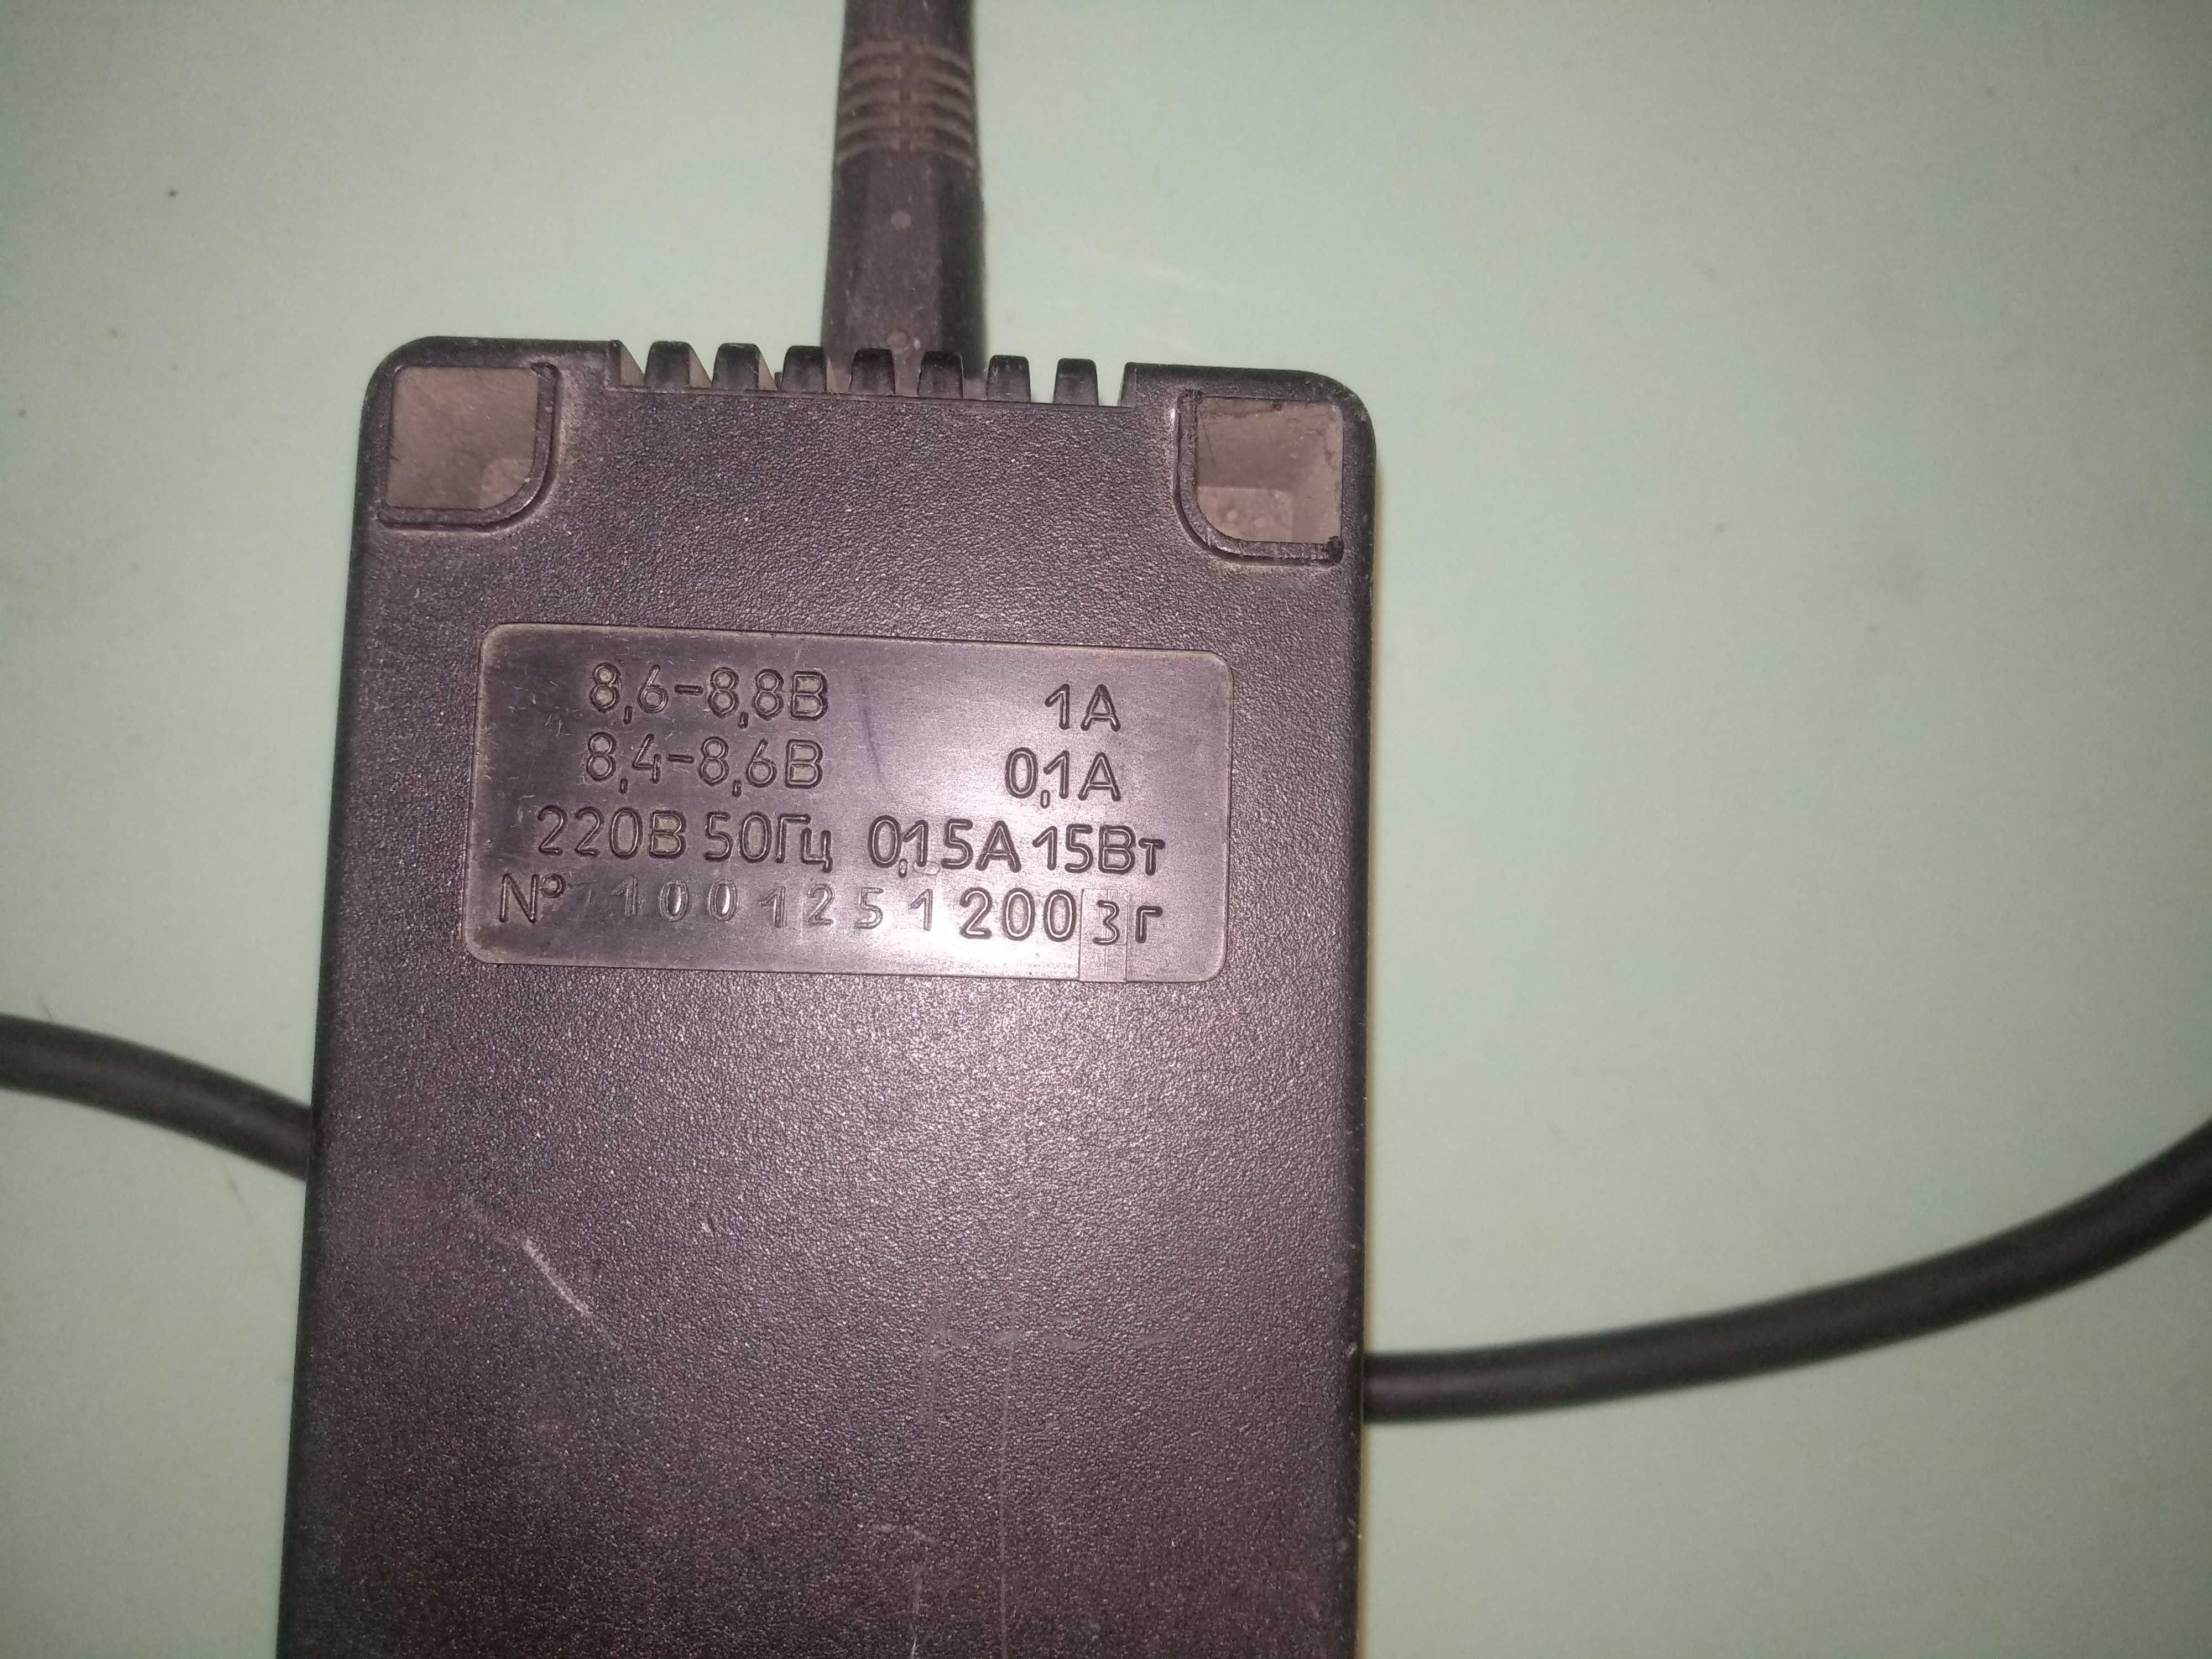 8,6-8,8В 1А
8,4-8,6В 0,1А
220В 50Гц 0,15А 15Вт
№ 1001251 2003г